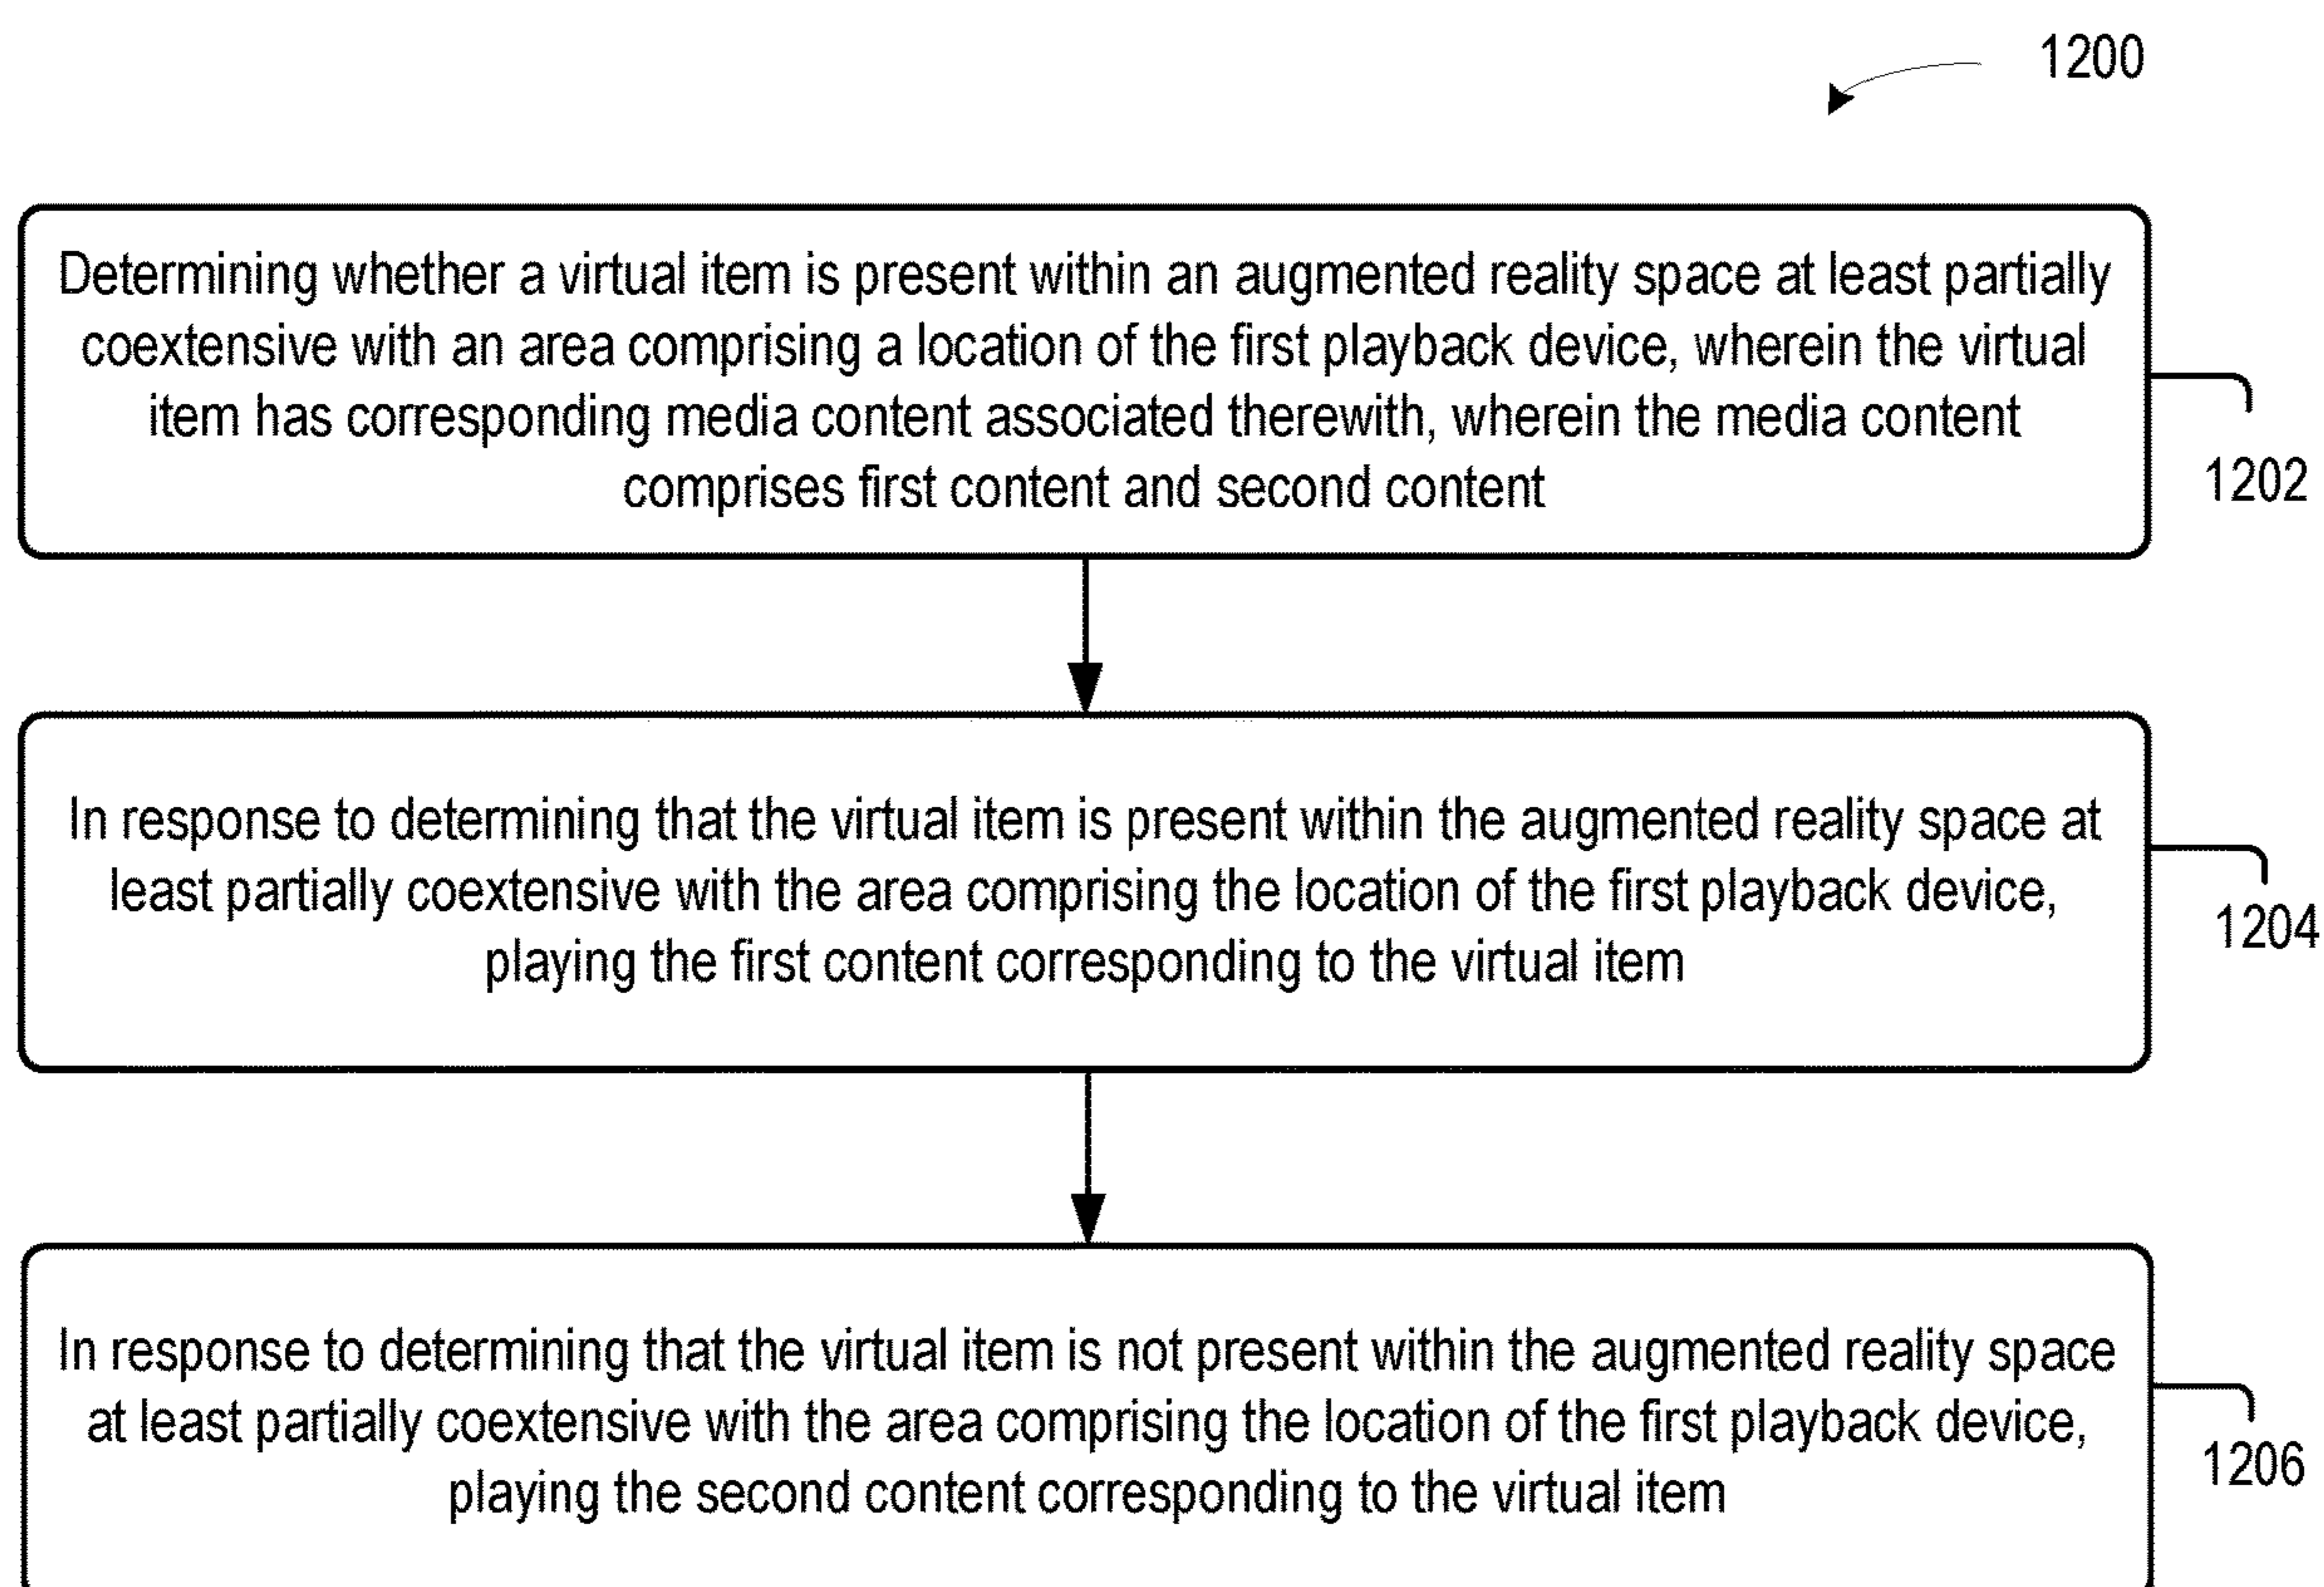 1200
Determining whether a virtual item is present within an augmented reality space at least partially
coextensive with an area comprising a location of the first playback device, wherein the virtual
item has corresponding media content associated therewith, wherein the media content
comprises first content and second content
1202
In response to determining that the virtual item is present within the augmented reality space at
least partially coextensive with the area comprising the location of the first playback device,
playing the first content corresponding to the virtual item
1204
In response to determining that the virtual item is not present within the augmented reality space
at least partially coextensive with the area comprising the location of the first playback device,
playing the second content corresponding to the virtual item
1206